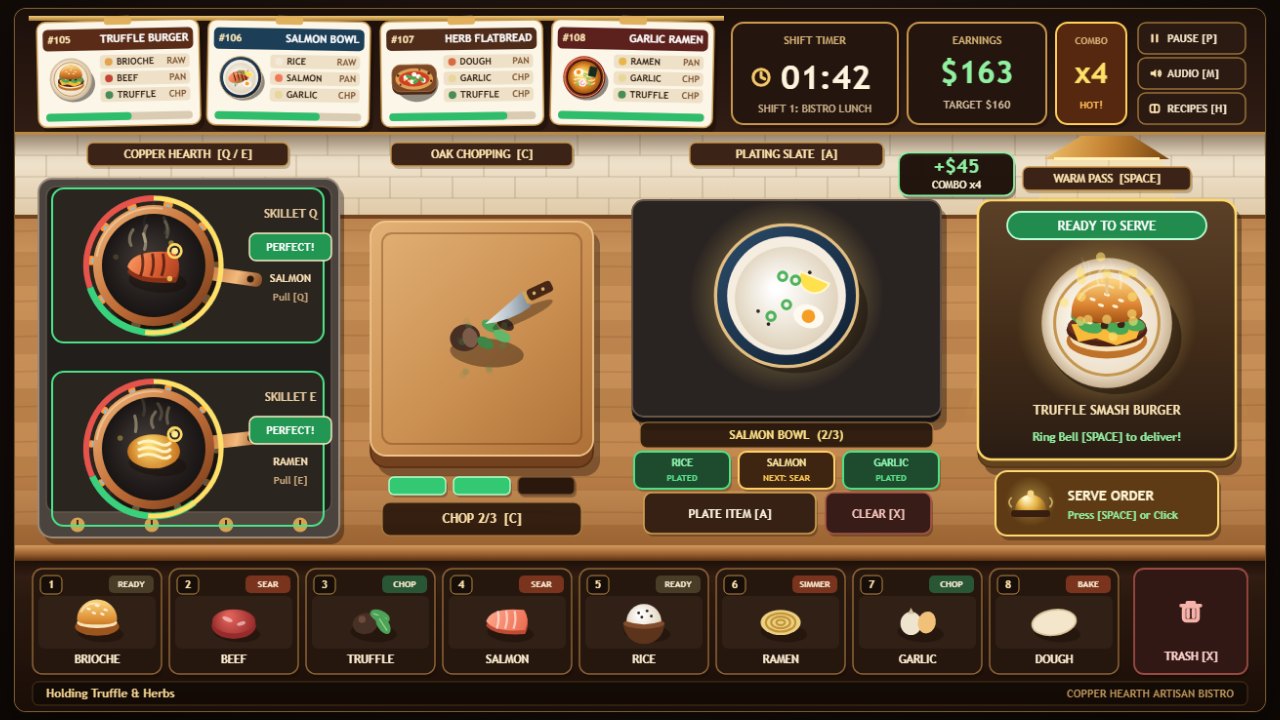 #105 TRUFFLE BURGER
BRIOCHE RAW
BEEF PAN
TRUFFLE CHP
#106 SALMON BOWL
RICE RAW
SALMON PAN
GARLIC CHP
#107 HERB FLATBREAD
DOUGH PAN
GARLIC CHP
TRUFFLE CHP
#108 GARLIC RAMEN
RAMEN PAN
GARLIC CHP
TRUFFLE CHP
SHIFT TIMER
01:42
SHIFT 1: BISTRO LUNCH
EARNINGS
$163
TARGET $160
COMBO
x4
HOT!
PAUSE [P]
AUDIO [M]
RECIPES [H]
COPPER HEARTH [Q / E]
OAK CHOPPING [C]
PLATING SLATE [A]
+$45
COMBO x4
WARM PASS [SPACE]
SKILLET Q
PERFECT!
SALMON
Pull [Q]
SKILLET E
PERFECT!
RAMEN
Pull [E]
CHOP 2/3 [C]
SALMON BOWL (2/3)
RICE
PLATED
SALMON
NEXT: SEAR
GARLIC
PLATED
PLATE ITEM [A]
CLEAR [X]
READY TO SERVE
TRUFFLE SMASH BURGER
Ring Bell [SPACE] to deliver!
SERVE ORDER
Press [SPACE] or Click
1 READY
BRIOCHE
2 SEAR
BEEF
3 CHOP
TRUFFLE
4 SEAR
SALMON
5 READY
RICE
6 SIMMER
RAMEN
7 CHOP
GARLIC
8 BAKE
DOUGH
TRASH [X]
Holding Truffle & Herbs
COPPER HEARTH ARTISAN BISTRO